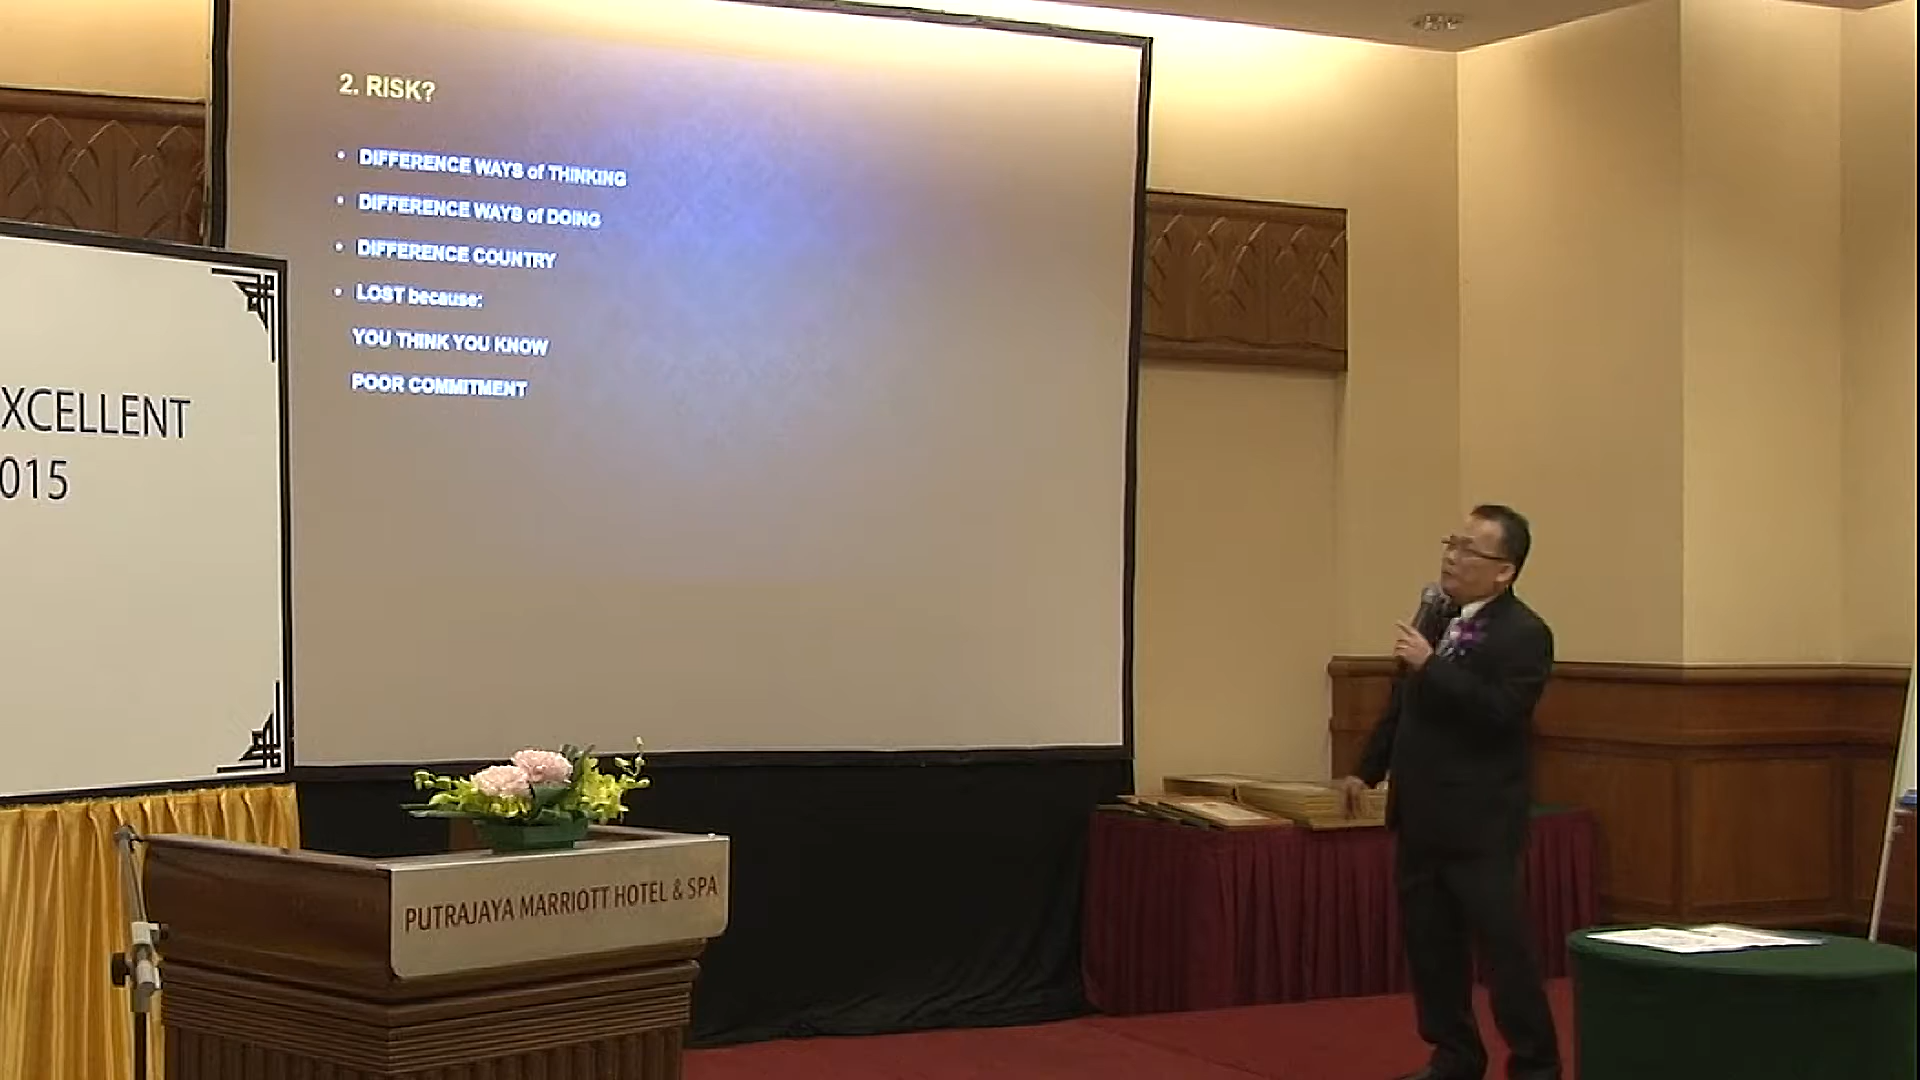 2. RISK?
• DIFFERENCE WAYS of THINKING
• DIFFERENCE WAYS of DOING
• DIFFERENCE COUNTRY
• LOST because:
YOU THINK YOU KNOW
POOR COMMITMENT
XCELLENT
015
PUTRAJAYA MARRIOTT HOTEL & SPA